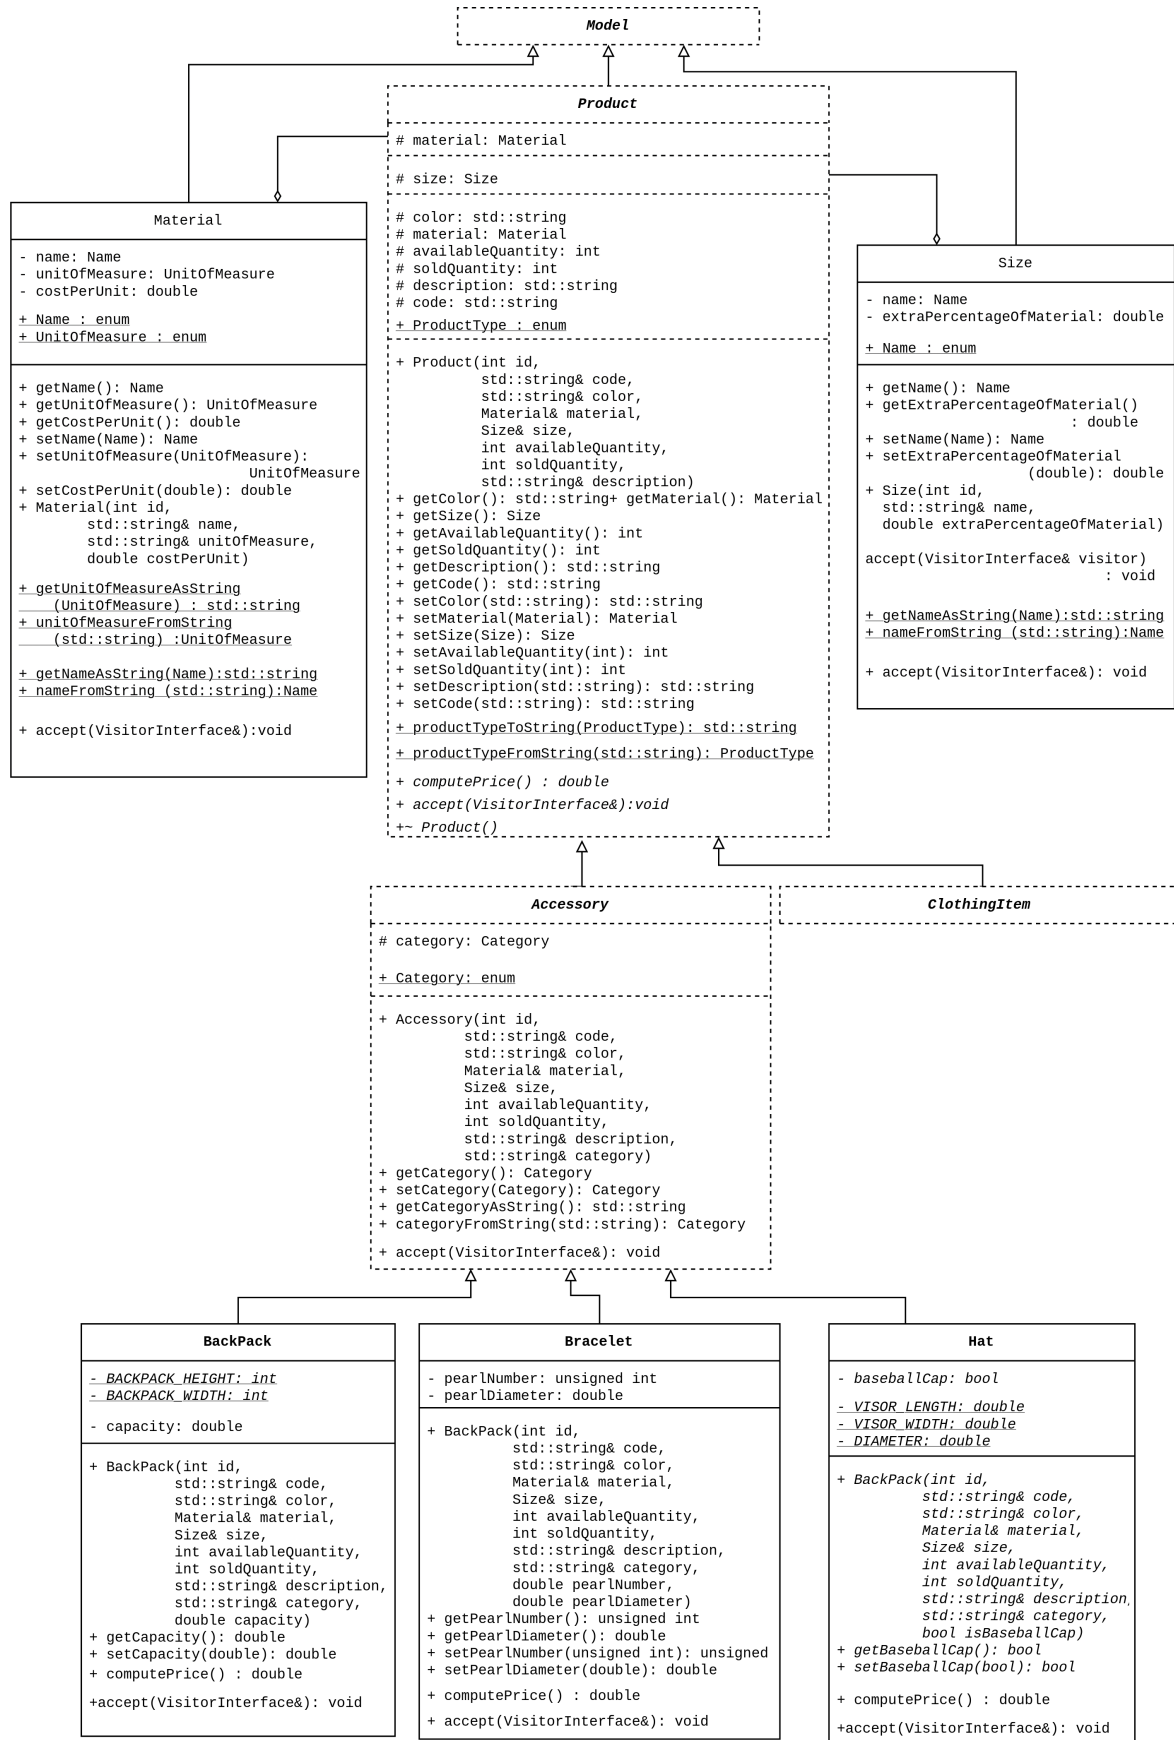 Model
Product
# material: Material
# size: Size
# color: std::string
# material: Material
# availableQuantity: int
# soldQuantity: int
# description: std::string
# code: std::string
+ ProductType : enum
+ Product(int id,
std::string& code,
std::string& color,
Material& material,
Size& size,
int availableQuantity,
int soldQuantity,
std::string& description)
+ getColor(): std::string+ getMaterial(): Material
+ getSize(): Size
+ getAvailableQuantity(): int
+ getSoldQuantity(): int
+ getDescription(): std::string
+ getCode(): std::string
+ setColor(std::string): std::string
+ setMaterial(Material): Material
+ setSize(Size): Size
+ setAvailableQuantity(int): int
+ setSoldQuantity(int): int
+ setDescription(std::string): std::string
+ setCode(std::string): std::string
+ productTypeToString(ProductType): std::string
+ productTypeFromString(std::string): ProductType
+ computePrice() : double
+ accept(VisitorInterface&):void
+~ Product()
Material
- name: Name
- unitOfMeasure: UnitOfMeasure
- costPerUnit: double
+ Name : enum
+ UnitOfMeasure : enum
+ getName(): Name
+ getUnitOfMeasure(): UnitOfMeasure
+ getCostPerUnit(): double
+ setName(Name): Name
+ setUnitOfMeasure(UnitOfMeasure):
UnitOfMeasure
+ setCostPerUnit(double): double
+ Material(int id,
std::string& name,
std::string& unitOfMeasure,
double costPerUnit)
+ getUnitOfMeasureAsString
(UnitOfMeasure) : std::string
+ unitOfMeasureFromString
(std::string) :UnitOfMeasure
+ getNameAsString(Name):std::string
+ nameFromString (std::string):Name
+ accept(VisitorInterface&):void
Size
- name: Name
- extraPercentageOfMaterial: double
+ Name : enum
+ getName(): Name
+ getExtraPercentageOfMaterial()
: double
+ setName(Name): Name
+ setExtraPercentageOfMaterial
(double): double
+ Size(int id,
std::string& name,
double extraPercentageOfMaterial)
accept(VisitorInterface& visitor)
: void
+ getNameAsString(Name):std::string
+ nameFromString (std::string):Name
+ accept(VisitorInterface&): void
Accessory
# category: Category
+ Category: enum
+ Accessory(int id,
std::string& code,
std::string& color,
Material& material,
Size& size,
int availableQuantity,
int soldQuantity,
std::string& description,
std::string& category)
+ getCategory(): Category
+ setCategory(Category): Category
+ getCategoryAsString(): std::string
+ categoryFromString(std::string): Category
+ accept(VisitorInterface&): void
ClothingItem
BackPack
- BACKPACK_HEIGHT: int
- BACKPACK_WIDTH: int
- capacity: double
+ BackPack(int id,
std::string& code,
std::string& color,
Material& material,
Size& size,
int availableQuantity,
int soldQuantity,
std::string& description,
std::string& category,
double capacity)
+ getCapacity(): double
+ setCapacity(double): double
+ computePrice() : double
+accept(VisitorInterface&): void
Bracelet
- pearlNumber: unsigned int
- pearlDiameter: double
+ BackPack(int id,
std::string& code,
std::string& color,
Material& material,
Size& size,
int availableQuantity,
int soldQuantity,
std::string& description,
std::string& category,
double pearlNumber,
double pearlDiameter)
+ getPearlNumber(): unsigned int
+ getPearlDiameter(): double
+ setPearlNumber(unsigned int): unsigned
+ setPearlDiameter(double): double
+ computePrice() : double
+ accept(VisitorInterface&): void
Hat
- baseballCap: bool
- VISOR_LENGTH: double
- VISOR_WIDTH: double
- DIAMETER: double
+ BackPack(int id,
std::string& code,
std::string& color,
Material& material,
Size& size,
int availableQuantity,
int soldQuantity,
std::string& description,
std::string& category,
bool isBaseballCap)
+ getBaseballCap(): bool
+ setBaseballCap(bool): bool
+ computePrice() : double
+accept(VisitorInterface&): void